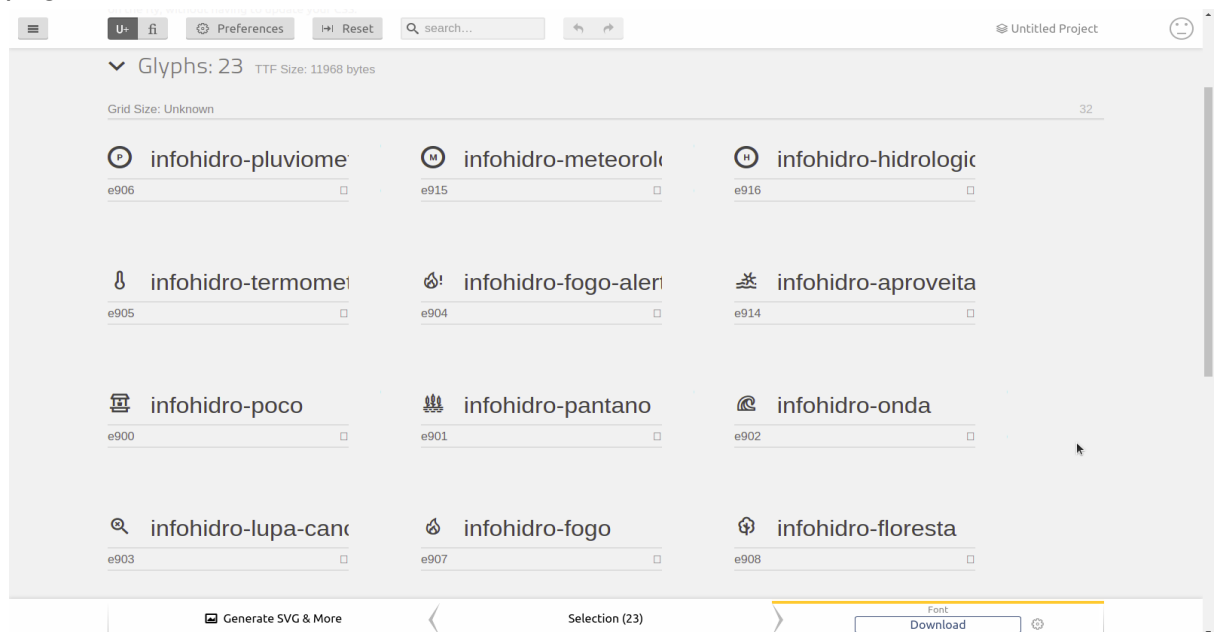 U+ fi Preferences Reset search... Untitled Project
Glyphs: 23 TTF Size: 11968 bytes
Grid Size: Unknown 32
P infohidro-pluviome M infohidro-meteorol H infohidro-hidrologic
e906 e915 e916
infohidro-termome infohidro-fogo-aler infohidro-aproveita
e905 e904 e914
infohidro-poco infohidro-pantano infohidro-onda
e900 e901 e902
infohidro-lupa-canc infohidro-fogo infohidro-floresta
e903 e907 e908
Generate SVG & More Selection (23) Font
Download